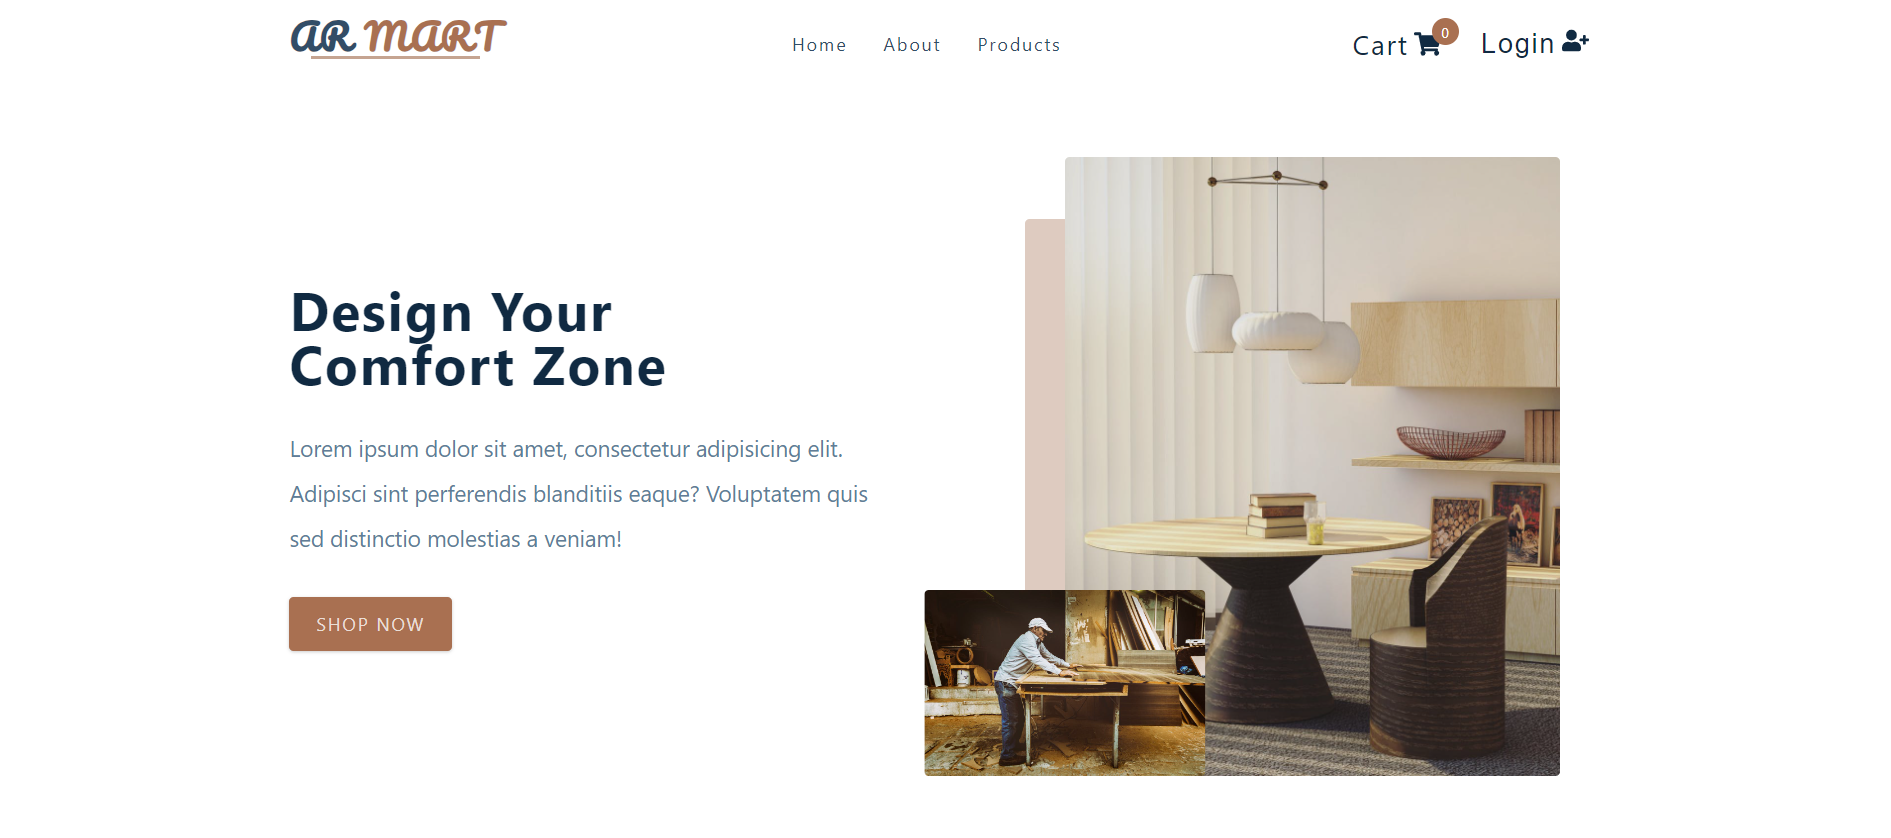 AR MART
Home
About
Products
Cart 0
Login
Design Your
Comfort Zone
Lorem ipsum dolor sit amet, consectetur adipisicing elit.
Adipisci sint perferendis blanditiis eaque? Voluptatem quis
sed distinctio molestias a veniam!
SHOP NOW